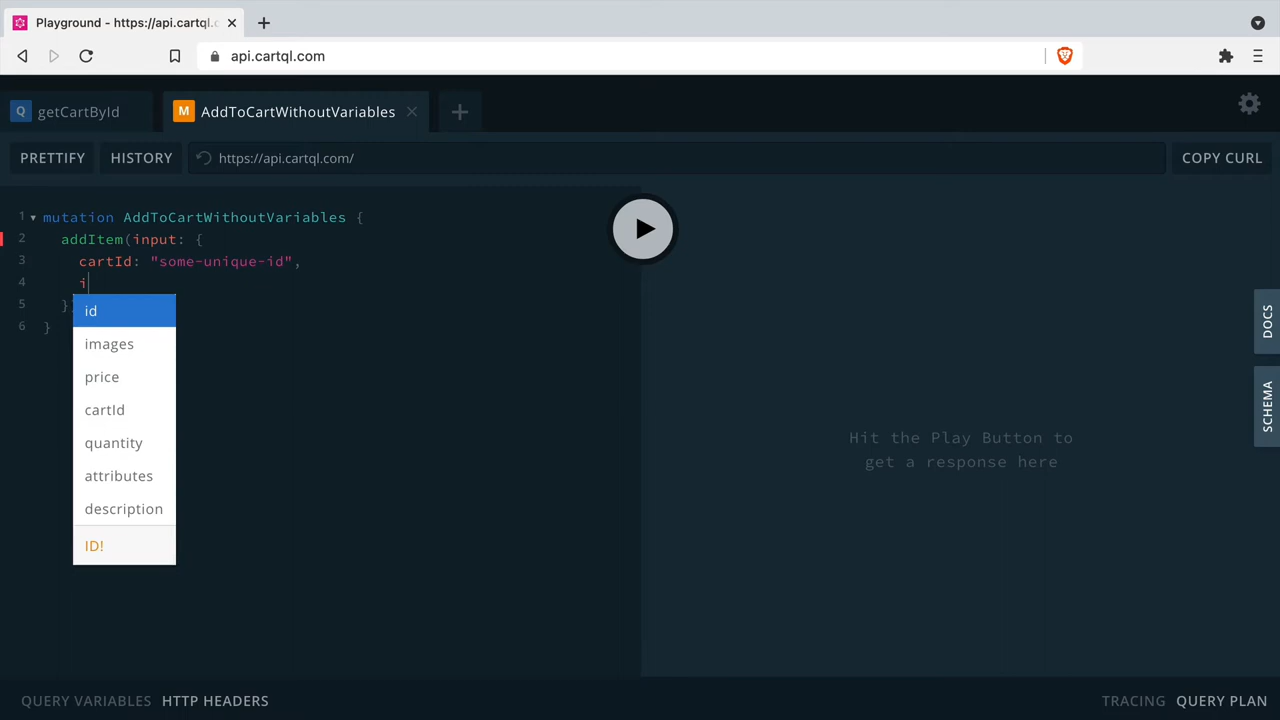 Playground - https://api.cartql.c
api.cartql.com
Q getCartById
M AddToCartWithoutVariables
PRETTIFY HISTORY https://api.cartql.com/ COPY CURL
1 mutation AddToCartWithoutVariables {
2 addItem(input: {
3 cartId: "some-unique-id",
4 i
5 }
6 }
id
images
price
cartId
quantity
attributes
description
ID!
Hit the Play Button to
get a response here
DOCS
SCHEMA
QUERY VARIABLES HTTP HEADERS TRACING QUERY PLAN